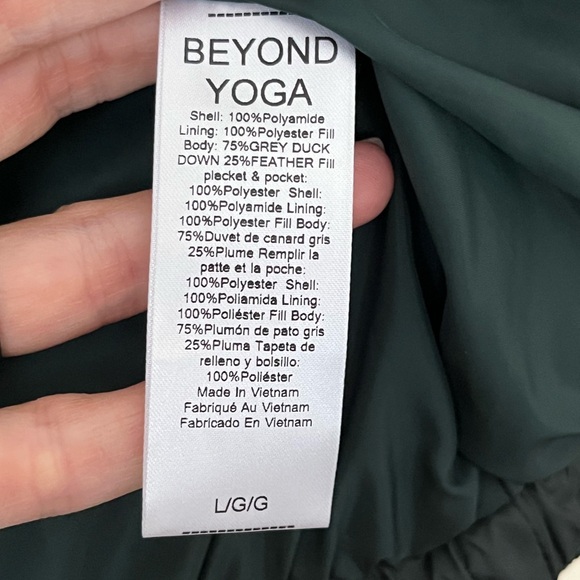 BEYOND
YOGA
Shell: 100%Polyamide
Lining: 100%Polyester Fill
Body: 75%GREY DUCK
DOWN 25%FEATHER Fill
placket & pocket:
100%Polyester Shell:
100%Polyamide Lining:
100%Polyester Fill Body:
75%Duvet de canard gris
25%Plume Remplir la
patte et la poche:
100%Polyester Shell:
100%Poliamida Lining:
100%Poliéster Fill Body:
75%Plumón de pato gris
25%Pluma Tapeta de
relleno y bolsillo:
100%Poliéster
Made In Vietnam
Fabriqué Au Vietnam
Fabricado En Vietnam
L/G/G